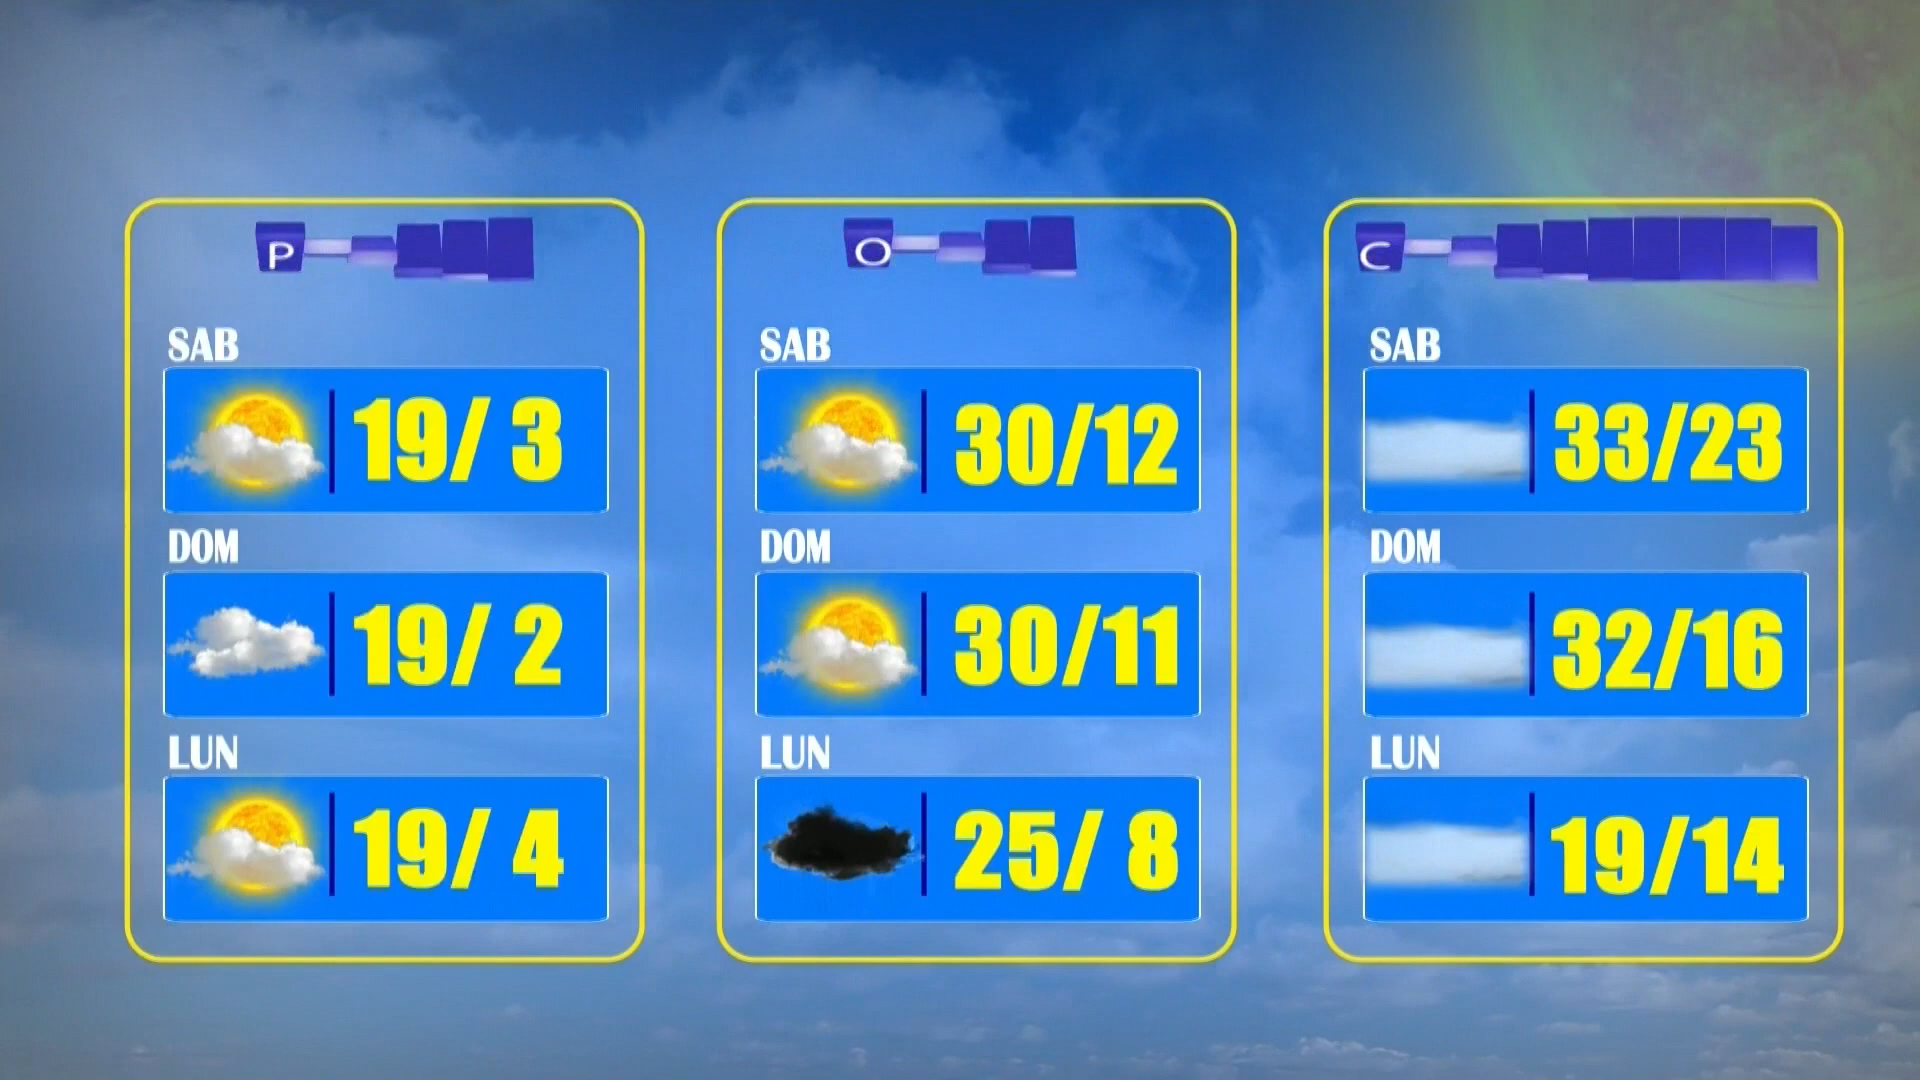 P
SAB
19/ 3
DOM
19/ 2
LUN
19/ 4
O
SAB
30/12
DOM
30/11
LUN
25/ 8
C
SAB
33/23
DOM
32/16
LUN
19/14